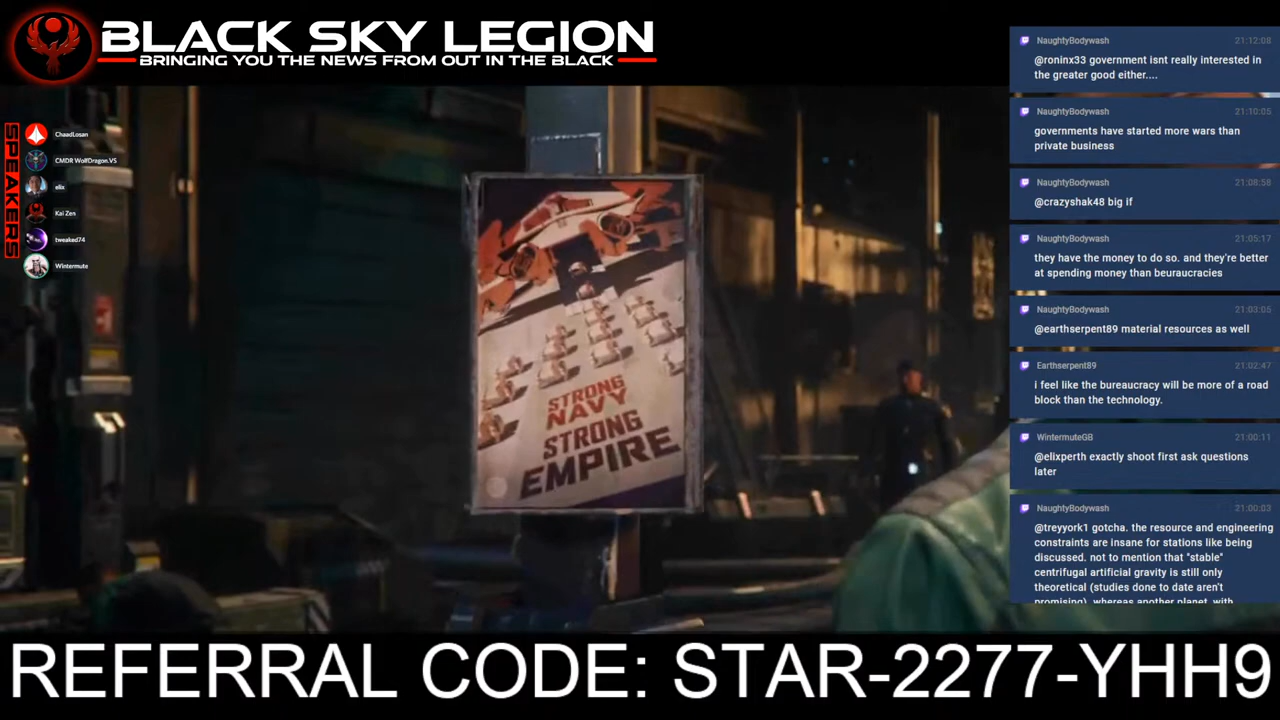 BLACK SKY LEGION
BRINGING YOU THE NEWS FROM OUT IN THE BLACK
SPEAKERS
ChaadLosan
CMDR WolfDragon.VS
elix
Kai Zen
tweaked74
Wintermute
STRONG
NAVY
STRONG
EMPIRE
NaughtyBodywash 21:12:08
@roninx33 government isnt really interested in
the greater good either....
NaughtyBodywash 21:10:05
governments have started more wars than
private business
NaughtyBodywash 21:08:58
@crazyshak48 big if
NaughtyBodywash 21:05:17
they have the money to do so. and they're better
at spending money than beuraucracies
NaughtyBodywash 21:03:05
@earthserpent89 material resources as well
Earthserpent89 21:02:47
i feel like the bureaucracy will be more of a road
block than the technology.
WintermuteGB 21:00:11
@elixperth exactly shoot first ask questions
later
NaughtyBodywash 21:00:03
@treyyork1 gotcha. the resource and engineering
constraints are insane for stations like being
discussed. not to mention that "stable"
centrifugal artificial gravity is still only
theoretical (studies done to date aren't
promising). whereas another planet, with
REFERRAL CODE: STAR-2277-YHH9